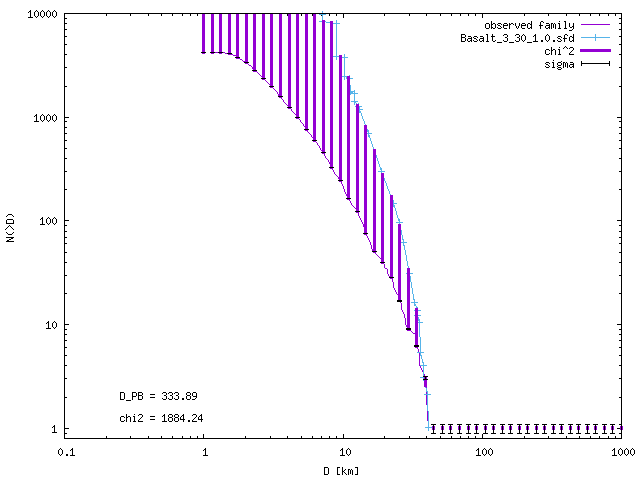 10000
observed family
Basalt_3_30_1.0.sfd
chi^2
sigma
1000
N(>D)
100
10
D_PB = 333.89
chi2 = 1884.24
1
0.1 1 10 100 1000
D [km]